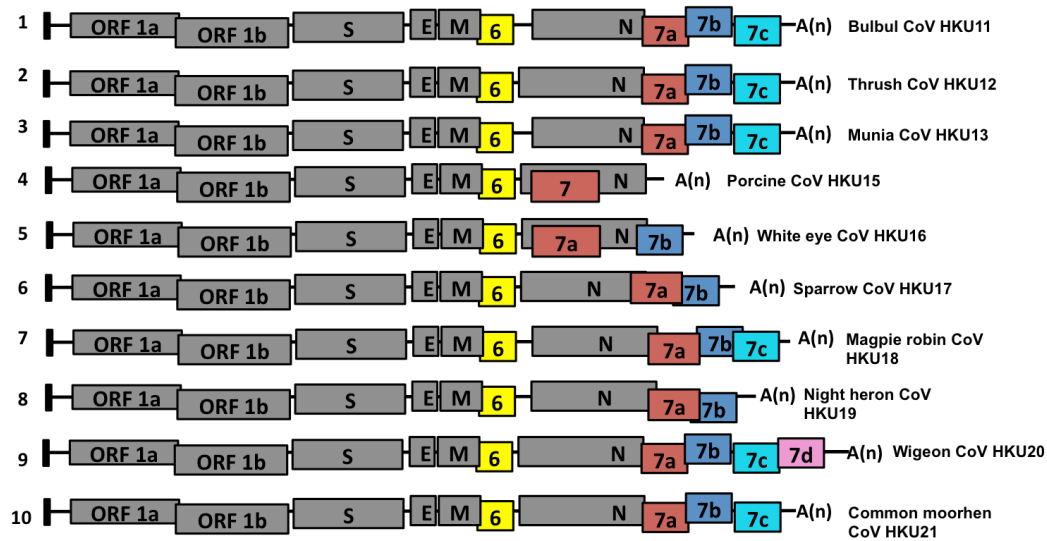 1 ORF 1a ORF 1b S E M 6 N 7a 7b 7c A(n) Bulbul CoV HKU11
2 ORF 1a ORF 1b S E M 6 N 7a 7b 7c A(n) Thrush CoV HKU12
3 ORF 1a ORF 1b S E M 6 N 7a 7b 7c A(n) Munia CoV HKU13
4 ORF 1a ORF 1b S E M 6 7 N A(n) Porcine CoV HKU15
5 ORF 1a ORF 1b S E M 6 7a N 7b A(n) White eye CoV HKU16
6 ORF 1a ORF 1b S E M 6 N 7a 7b A(n) Sparrow CoV HKU17
7 ORF 1a ORF 1b S E M 6 N 7a 7b 7c A(n) Magpie robin CoV
HKU18
8 ORF 1a ORF 1b S E M 6 N 7a 7b A(n) Night heron CoV
HKU19
9 ORF 1a ORF 1b S E M 6 N 7a 7b 7c 7d A(n) Wigeon CoV HKU20
10 ORF 1a ORF 1b S E M 6 N 7a 7b 7c A(n) Common moorhen
CoV HKU21